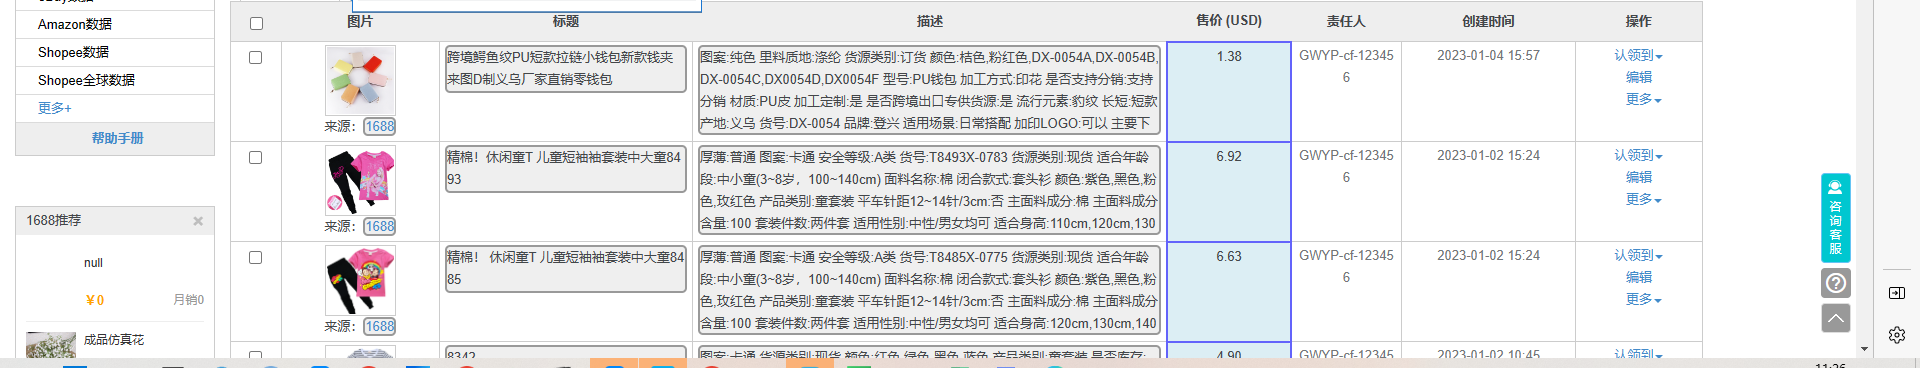 Amazon数据
Shopee数据
Shopee全球数据
更多+
帮助手册
1688推荐
null
¥0 月销0
成品仿真花
图片 标题 描述 售价 (USD) 责任人 创建时间 操作
跨境鳄鱼纹PU短款拉链小钱包新款钱夹
来图D制义乌厂家直销零钱包
来源：1688
图案:纯色 里料质地:涤纶 货源类别:订货 颜色:桔色,粉红色,DX-0054A,DX-0054B,
DX-0054C,DX0054D,DX0054F 型号:PU钱包 加工方式:印花 是否支持分销:支持
分销 材质:PU皮 加工定制:是 是否跨境出口专供货源:是 流行元素:豹纹 长短:短款
产地:义乌 货号:DX-0054 品牌:登兴 适用场景:日常搭配 加印LOGO:可以 主要下
1.38
GWYP-cf-12345
6
2023-01-04 15:57
认领到
编辑
更多
精棉！休闲童T 儿童短袖袖套装中大童84
93
来源：1688
厚薄:普通 图案:卡通 安全等级:A类 货号:T8493X-0783 货源类别:现货 适合年龄
段:中小童(3~8岁，100~140cm) 面料名称:棉 闭合款式:套头衫 颜色:紫色,黑色,粉
色,玫红色 产品类别:童套装 平车针距12~14针/3cm:否 主面料成分:棉 主面料成分
含量:100 套装件数:两件套 适用性别:中性/男女均可 适合身高:110cm,120cm,130
6.92
GWYP-cf-12345
6
2023-01-02 15:24
认领到
编辑
更多
精棉！ 休闲童T 儿童短袖袖套装中大童84
85
来源：1688
厚薄:普通 图案:卡通 安全等级:A类 货号:T8485X-0775 货源类别:现货 适合年龄
段:中小童(3~8岁，100~140cm) 面料名称:棉 闭合款式:套头衫 颜色:紫色,黑色,粉
色,玫红色 产品类别:童套装 平车针距12~14针/3cm:否 主面料成分:棉 主面料成分
含量:100 套装件数:两件套 适用性别:中性/男女均可 适合身高:120cm,130cm,140
6.63
GWYP-cf-12345
6
2023-01-02 15:24
认领到
编辑
更多
8342
图案:卡通 货源类别:现货 颜色:红色,绿色,黑色,蓝色 产品类别:童套装 是否库存:
4.90
GWYP-cf-12345
2023-01-02 10:45
认领到
咨询客服